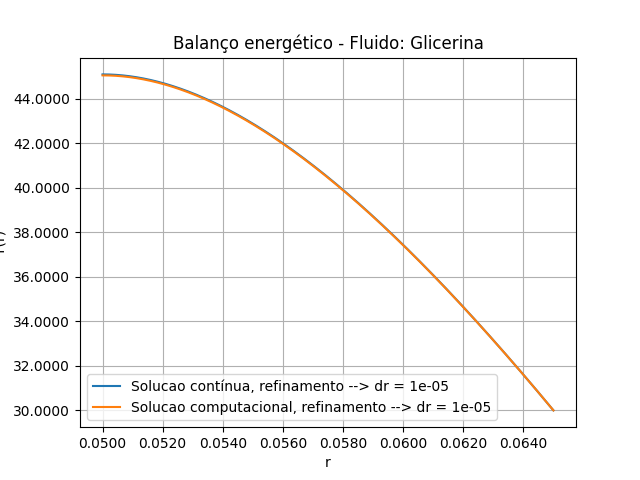 Balanço energético - Fluido: Glicerina
44.0000
42.0000
40.0000
38.0000
36.0000
34.0000
32.0000
30.0000
Solucao contínua, refinamento --> dr = 1e-05
Solucao computacional, refinamento --> dr = 1e-05
0.0500 0.0520 0.0540 0.0560 0.0580 0.0600 0.0620 0.0640
r